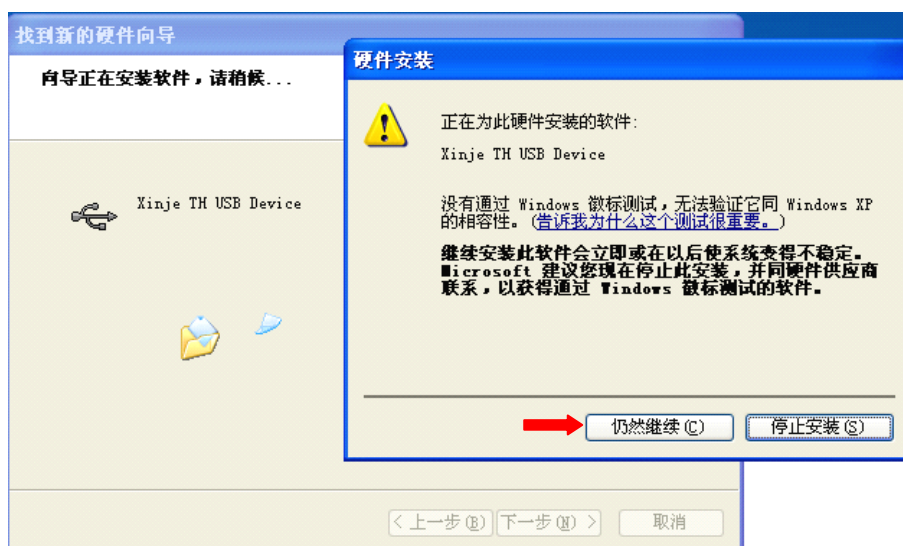 找到新的硬件向导
向导正在安装软件，请稍候...
Xinje TH USB Device
硬件安装
正在为此硬件安装的软件:
Xinje TH USB Device
没有通过 Windows 徽标测试，无法验证它同 Windows XP
的相容性。(告诉我为什么这个测试很重要。)
继续安装此软件会立即或在以后使系统变得不稳定。
Microsoft 建议您现在停止此安装，并同硬件供应商
联系，以获得通过 Windows 徽标测试的软件。
仍然继续(C) 停止安装(S)
< 上一步(B) 下一步(N) > 取消